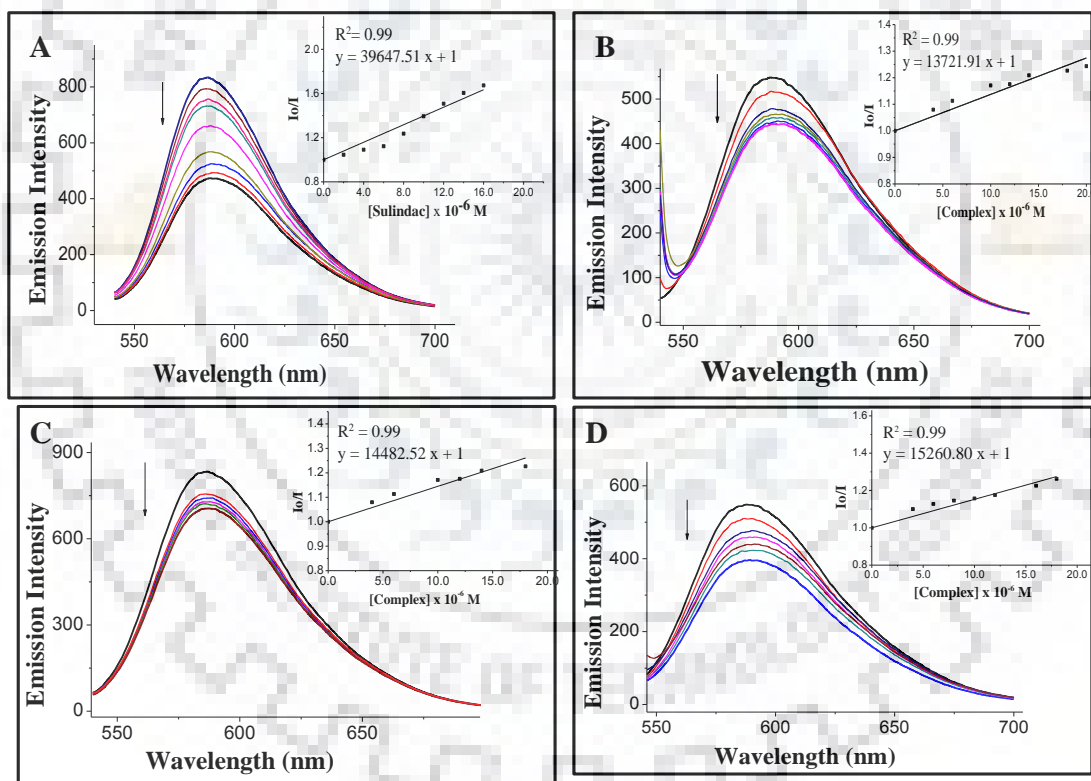 A
R²= 0.99
y = 39647.51 x + 1
2.0
1.6
1.2
0.8
Io/I
0.0 4.0 8.0 12.0 16.0 20.0
[Sulindac] x 10⁻⁶ M
800
600
400
200
0
Emission Intensity
550 600 650 700
Wavelength (nm)
B
R² = 0.99
y = 13721.91 x + 1
1.4
1.3
1.2
1.1
1.0
0.9
0.8
Io/I
0.0 5.0 10.0 15.0 20.0
[Complex] x 10⁻⁶ M
500
400
300
200
100
0
Emission Intensity
550 600 650 700
Wavelength (nm)
C
R² = 0.99
y = 14482.52 x + 1
1.4
1.3
1.2
1.1
1.0
0.9
0.8
Io/I
0.0 5.0 10.0 15.0 20.0
[Complex] x 10⁻⁶ M
900
600
300
0
Emission Intensity
550 600 650
Wavelength (nm)
D
R² = 0.99
y = 15260.80 x + 1
1.6
1.4
1.2
1.0
0.8
Io/I
0.0 5.0 10.0 15.0 20.0
[Complex] x 10⁻⁶ M
600
500
400
300
200
100
0
Emission Intensity
550 600 650 700
Wavelength (nm)